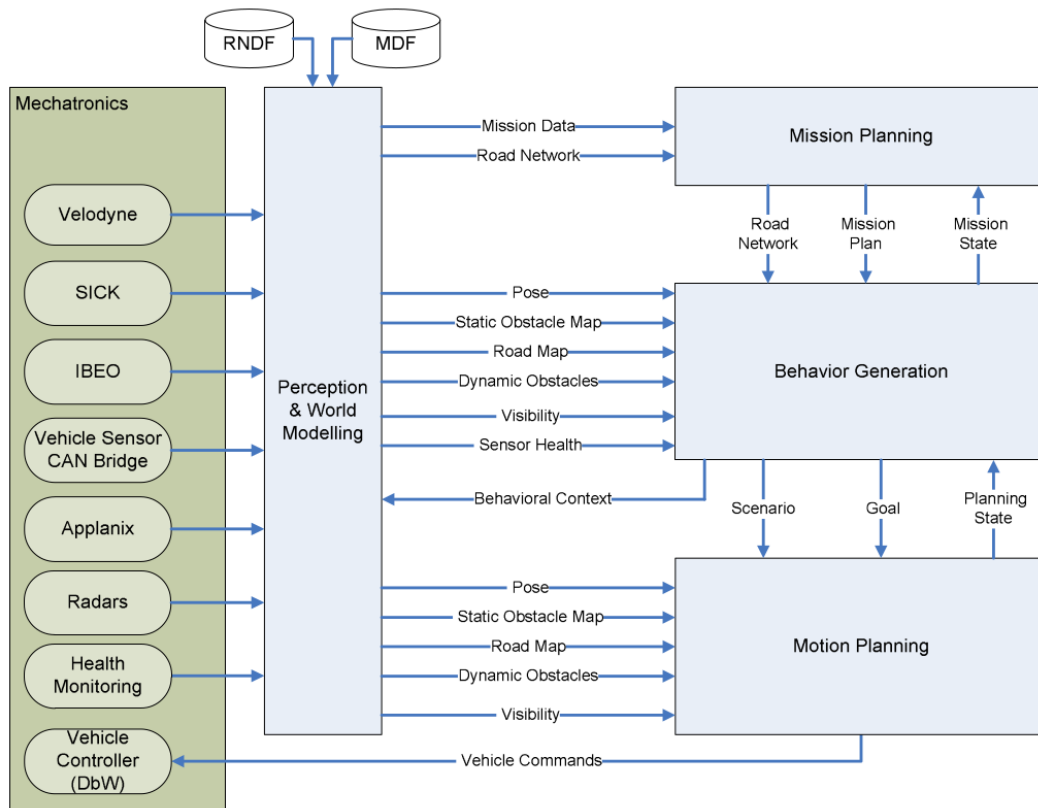 RNDF
MDF
Mechatronics
Velodyne
SICK
IBEO
Vehicle Sensor
CAN Bridge
Applanix
Radars
Health
Monitoring
Vehicle
Controller
(DbW)
Perception
& World
Modelling
Mission Data
Road Network
Mission Planning
Road
Network
Mission
Plan
Mission
State
Pose
Static Obstacle Map
Road Map
Dynamic Obstacles
Visibility
Sensor Health
Behavior Generation
Behavioral Context
Scenario
Goal
Planning
State
Pose
Static Obstacle Map
Road Map
Dynamic Obstacles
Visibility
Motion Planning
Vehicle Commands